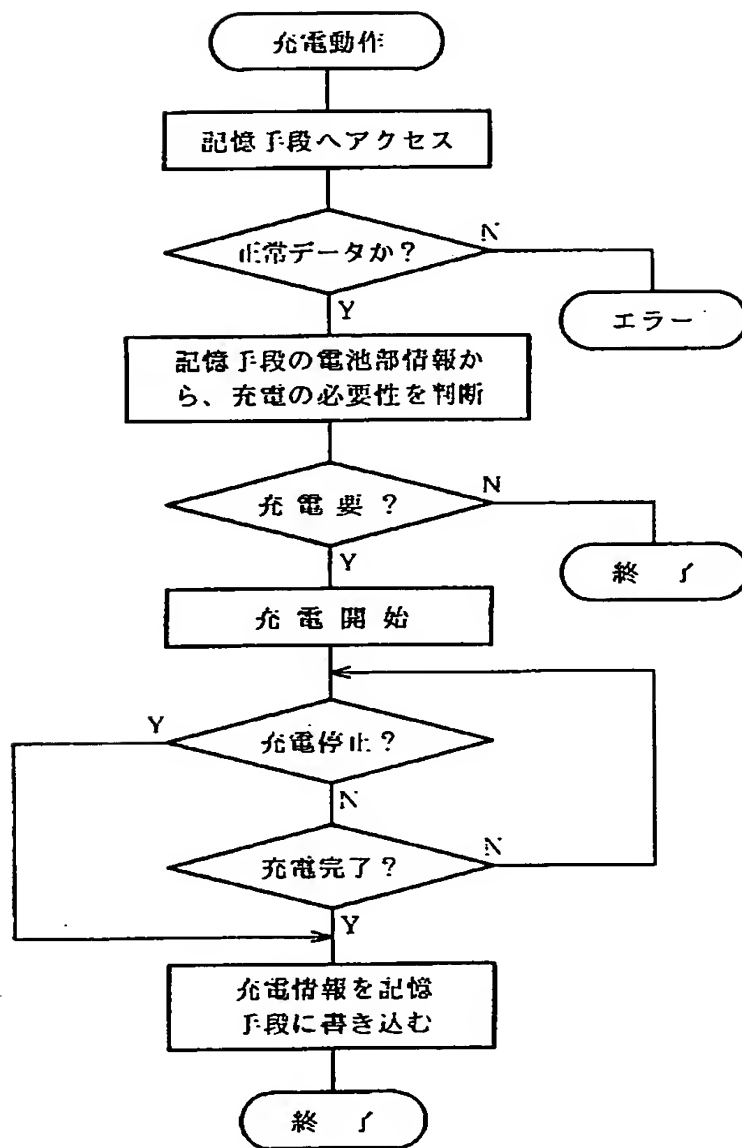 充電動作
記憶手段へアクセス
正常データか？
N
Y
エラー
記憶手段の電池部情報か
ら、充電の必要性を判断
充電要？
N
Y
終了
充電開始
Y
充電停止？
N
充電完了？
N
Y
充電情報を記憶
手段に書き込む
終了